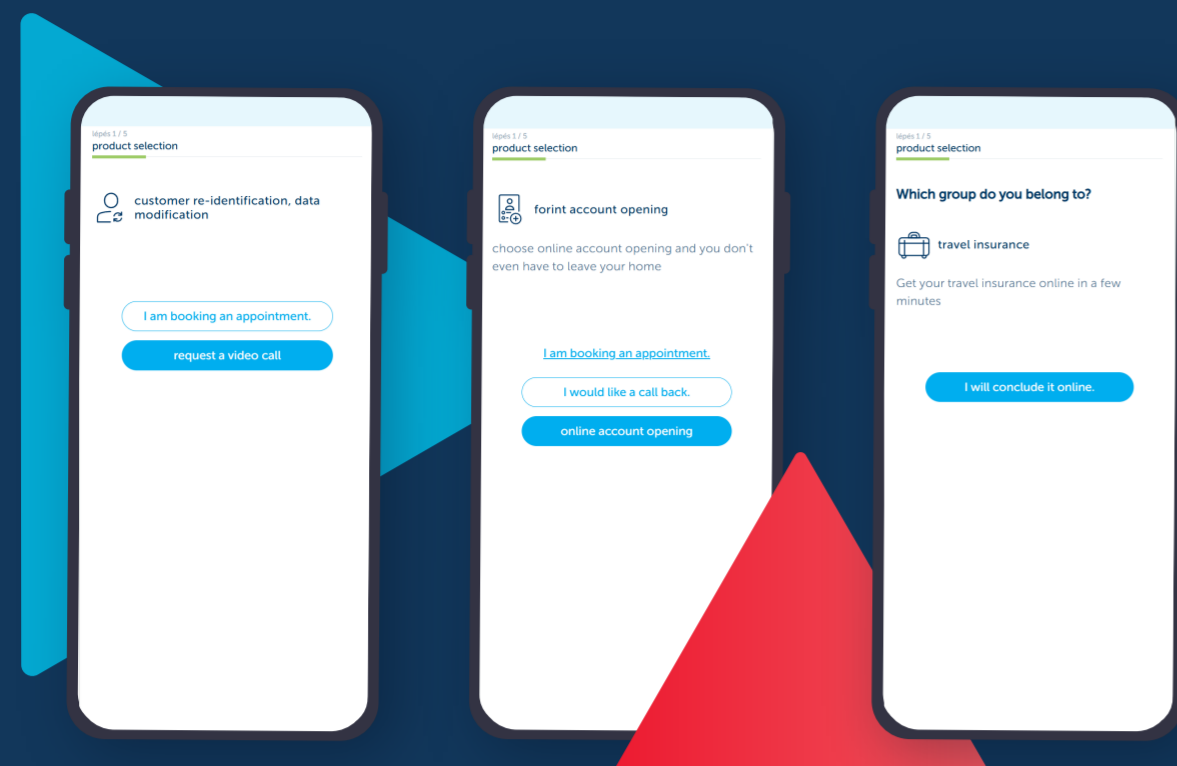 lépés 1 / 5
product selection
customer re-identification, data
modification
I am booking an appointment.
request a video call
lépés 1 / 5
product selection
forint account opening
choose online account opening and you don't
even have to leave your home
I am booking an appointment.
I would like a call back.
online account opening
lépés 1 / 5
product selection
Which group do you belong to?
travel insurance
Get your travel insurance online in a few
minutes
I will conclude it online.